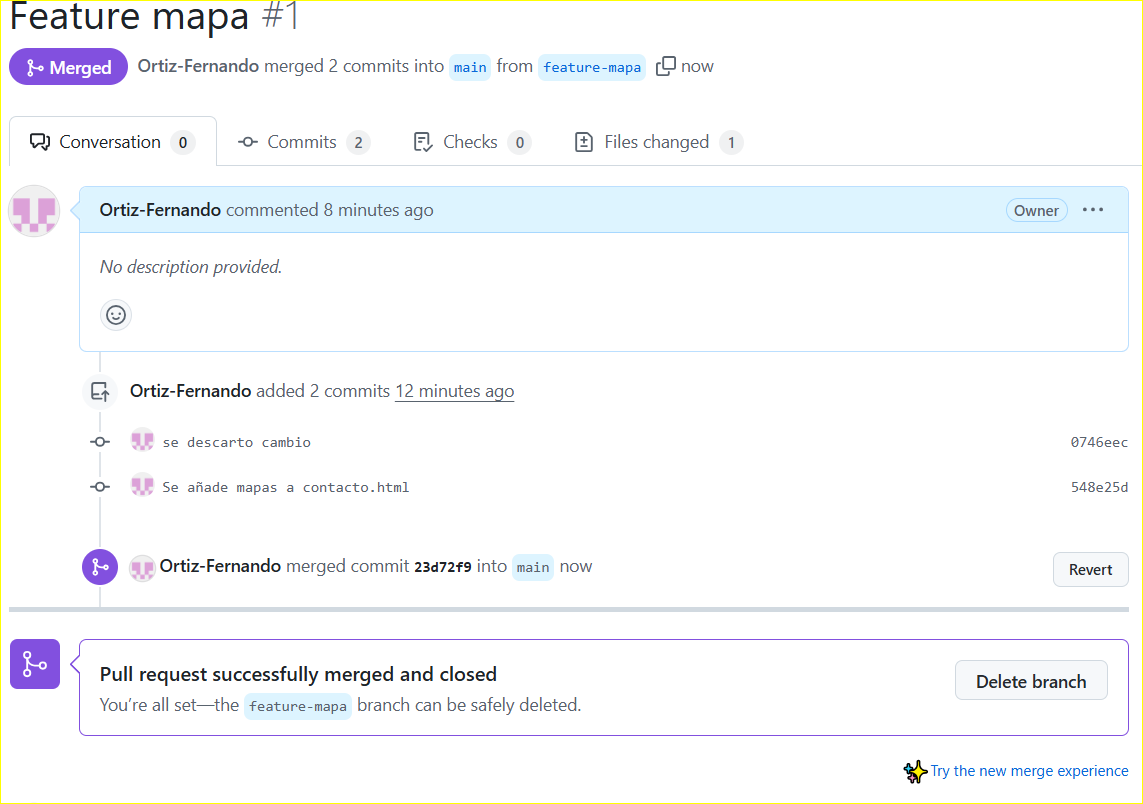 Feature mapa #1
Merged Ortiz-Fernando merged 2 commits into main from feature-mapa now
Conversation 0 Commits 2 Checks 0 Files changed 1
Ortiz-Fernando commented 8 minutes ago Owner
No description provided.
Ortiz-Fernando added 2 commits 12 minutes ago
se descarto cambio 0746eec
Se añade mapas a contacto.html 548e25d
Ortiz-Fernando merged commit 23d72f9 into main now Revert
Pull request successfully merged and closed
You're all set—the feature-mapa branch can be safely deleted.
Delete branch
Try the new merge experience